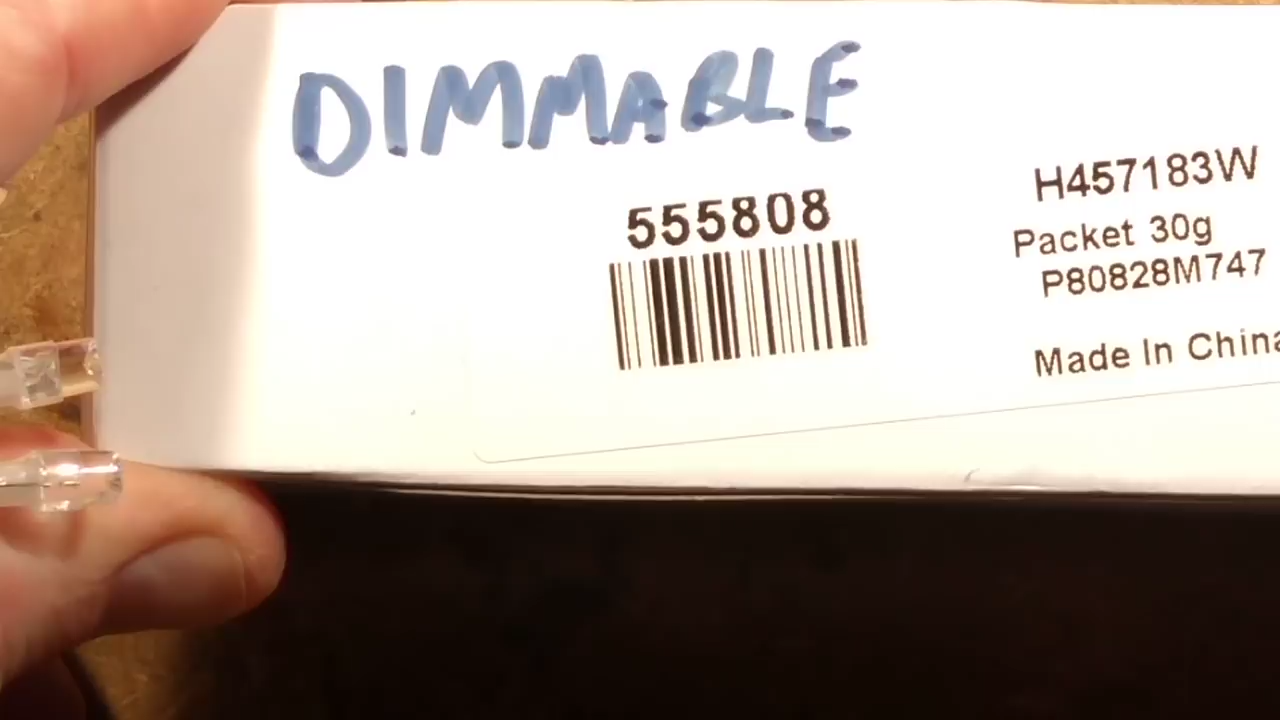 DIMMABLE
555808
H457183W
Packet 30g
P80828M747
Made In China